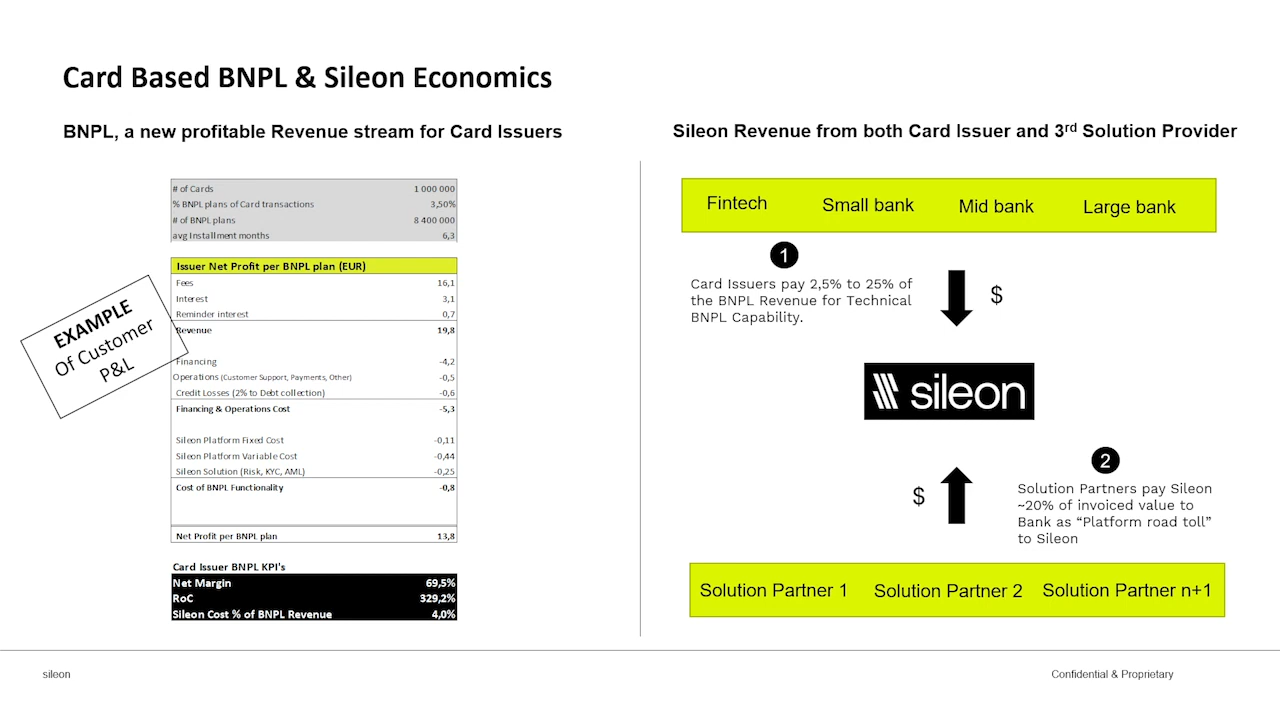 Card Based BNPL & Sileon Economics
BNPL, a new profitable Revenue stream for Card Issuers
# of Cards 1 000 000
% BNPL plans of Card transactions 3,50%
# of BNPL plans 8 400 000
avg Installment months 6,3
Issuer Net Profit per BNPL plan (EUR)
Fees 16,1
Interest 3,1
Reminder interest 0,7
Revenue 19,8
Financing -4,2
Operations (Customer Support, Payments, Other) -0,5
Credit Losses (2% to Debt collection) -0,6
Financing & Operations Cost -5,3
Sileon Platform Fixed Cost -0,11
Sileon Platform Variable Cost -0,44
Sileon Solution (Risk, KYC, AML) -0,25
Cost of BNPL Functionality -0,8
Net Profit per BNPL plan 13,8
Card Issuer BNPL KPI's
Net Margin 69,5%
RoC 329,2%
Sileon Cost % of BNPL Revenue 4,0%
EXAMPLE
Of Customer
P&L
Sileon Revenue from both Card Issuer and 3rd Solution Provider
Fintech Small bank Mid bank Large bank
1
Card Issuers pay 2,5% to 25% of
the BNPL Revenue for Technical
BNPL Capability.
$
sileon
2
$
Solution Partners pay Sileon
~20% of invoiced value to
Bank as “Platform road toll”
to Sileon
Solution Partner 1 Solution Partner 2 Solution Partner n+1
sileon
Confidential & Proprietary